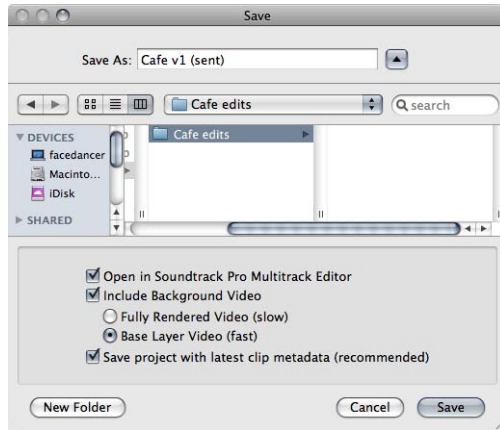 Save
Save As: Cafe v1 (sent)
Cafe edits
search
DEVICES
Cafe edits
facedancer
Macinto...
iDisk
SHARED
Open in Soundtrack Pro Multitrack Editor
Include Background Video
Fully Rendered Video (slow)
Base Layer Video (fast)
Save project with latest clip metadata (recommended)
New Folder
Cancel
Save